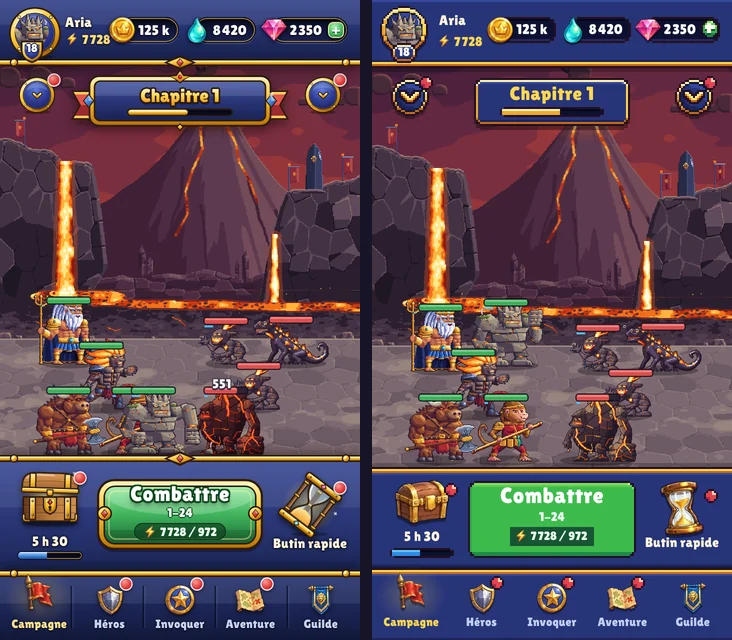 Aria
7728
125 k
8420
2350
18
Chapitre 1
551
Combattre
1-24
7728 / 972
5 h 30
Butin rapide
Campagne
Héros
Invoquer
Aventure
Guilde
Aria
7728
125 k
8420
2350
18
Chapitre 1
Combattre
1-24
7728 / 972
5 h 30
Butin rapide
Campagne
Héros
Invoquer
Aventure
Guilde